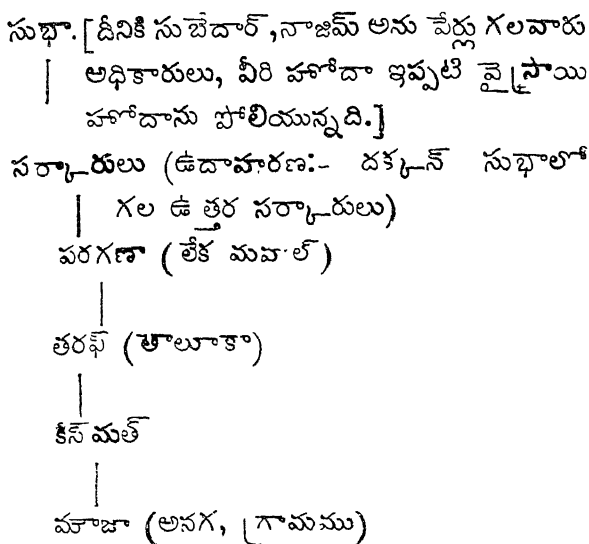 సుభా. [దీనికి సుబేదార్, నాజిమ్ అను పేర్లు గలవారు
అధికారులు, వీరి హోదా ఇప్పటి వై స్రాయి
హోదాను పోలియున్నది.]
సర్కారులు (ఉదాహరణ:- దక్కన్ సుభాలో
గల ఉత్తర సర్కారులు)
పరగణా (లేక మహల్)
తరఫ్ (తాలూకా)
కీస్‌మత్
మౌజా (అనగ, గ్రామము)